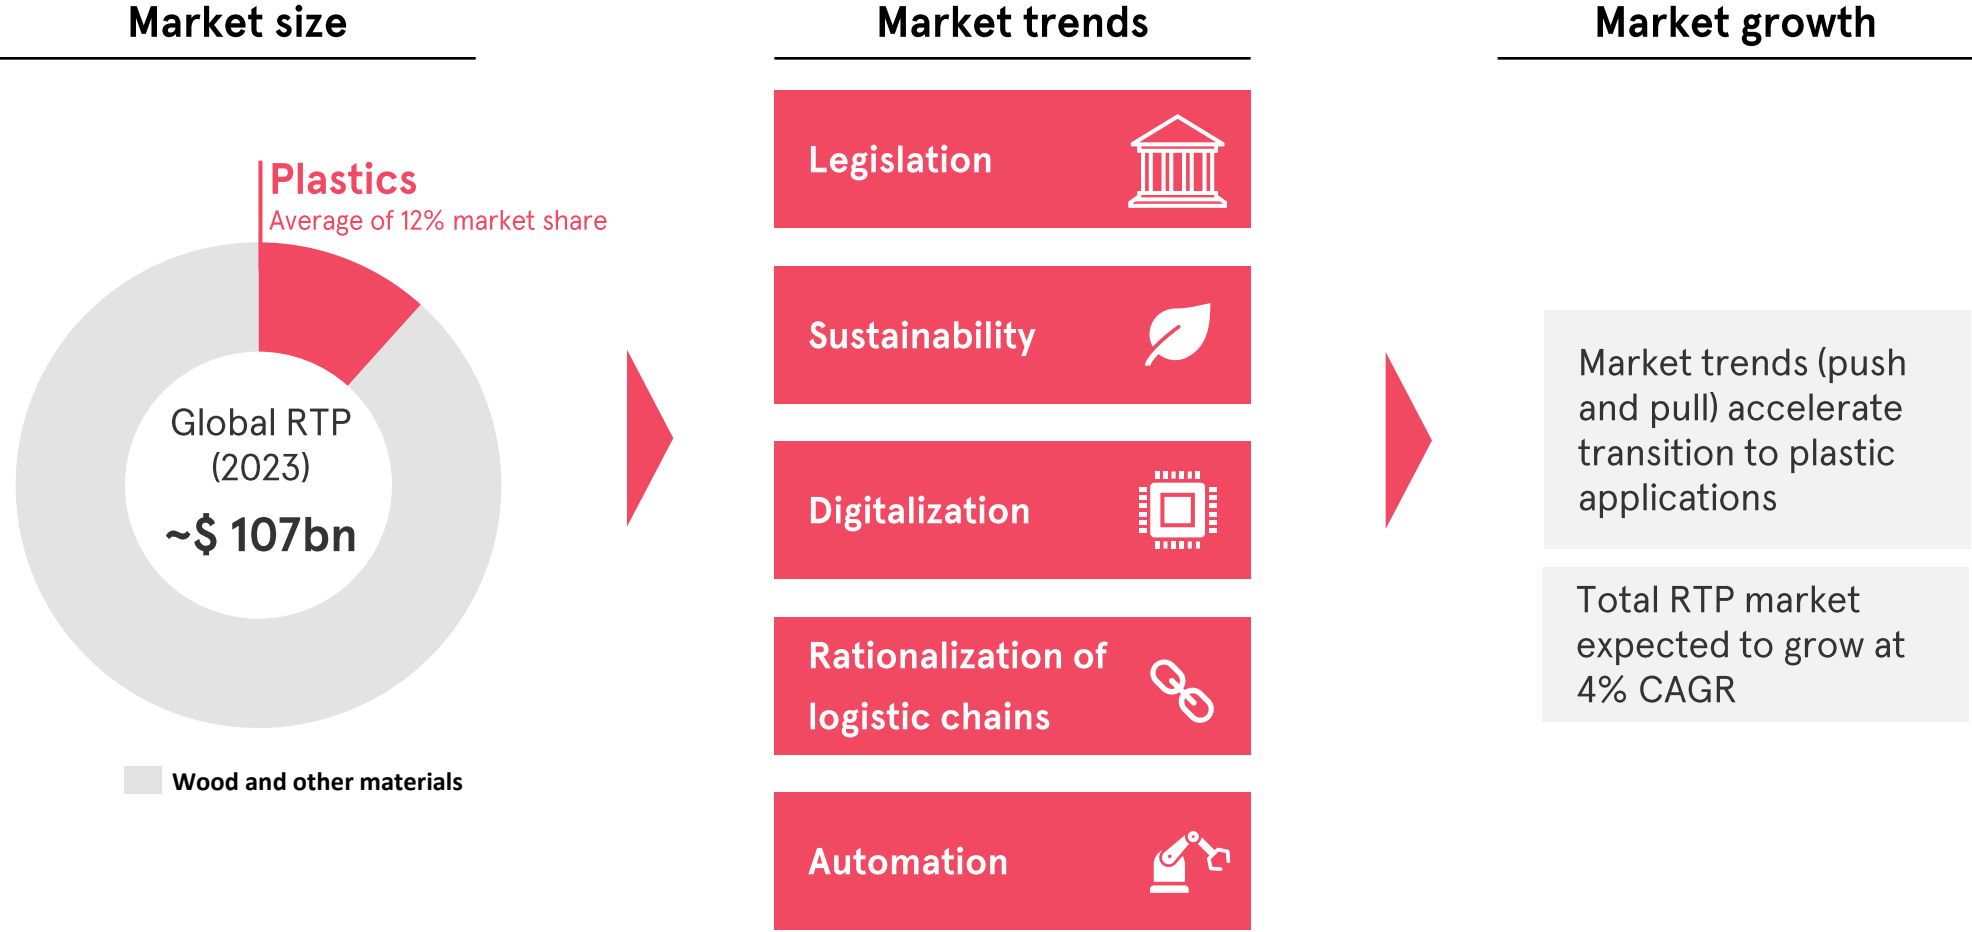 Market size
Plastics
Average of 12% market share
Global RTP
(2023)
~$ 107bn
Wood and other materials
Market trends
Legislation
Sustainability
Digitalization
Rationalization of
logistic chains
Automation
Market growth
Market trends (push
and pull) accelerate
transition to plastic
applications
Total RTP market
expected to grow at
4% CAGR